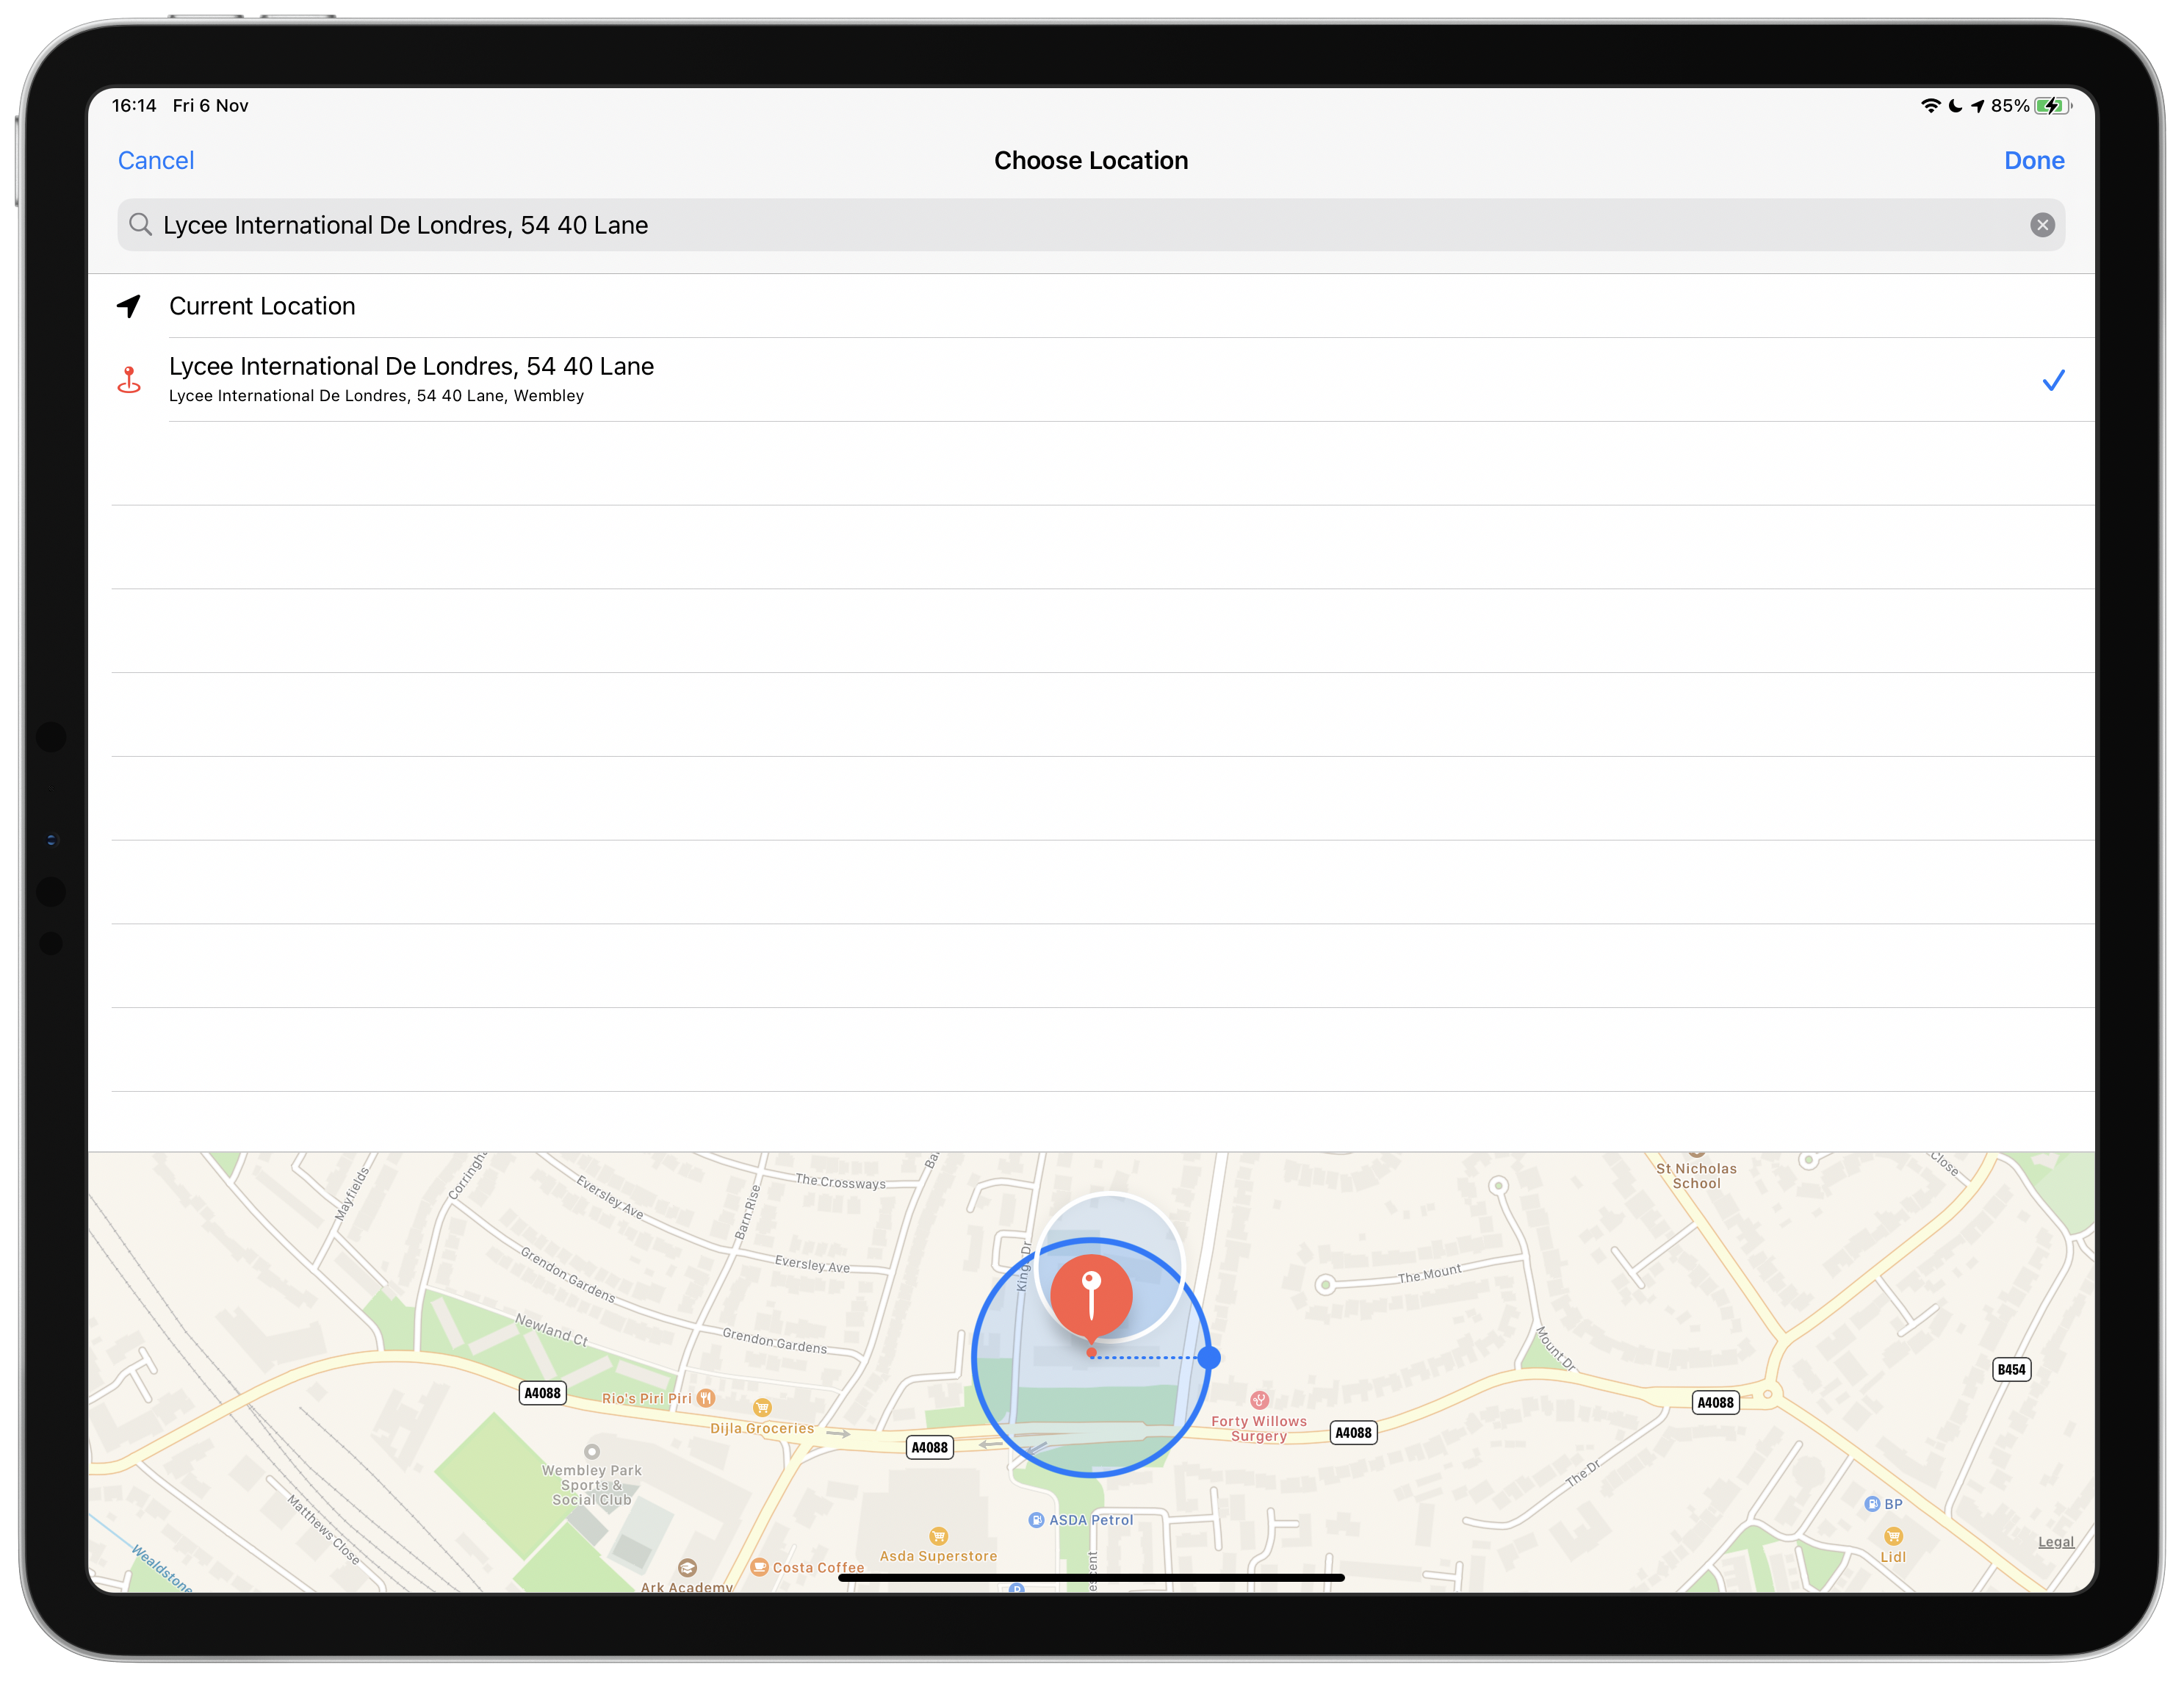 16:14 Fri 6 Nov
85%
Cancel
Choose Location
Done
Lycee International De Londres, 54 40 Lane
Current Location
Lycee International De Londres, 54 40 Lane
Lycee International De Londres, 54 40 Lane, Wembley
Mayfields
Eversley Ave
Barn Rise
The Crossways
King's Dr
St Nicholas
School
Close
Grendon Gardens
Eversley Ave
The Mount
Newland Ct
Grendon Gardens
Mount Dr
B454
A4088
Rio's Piri Piri
Dijla Groceries
A4088
Forty Willows
Surgery
A4088
A4088
Wembley Park
Sports &
Social Club
Matthews Close
The Dr
ASDA Petrol
BP
Asda Superstore
Lidl
Legal
Costa Coffee
Ark Academy
Wealdstone